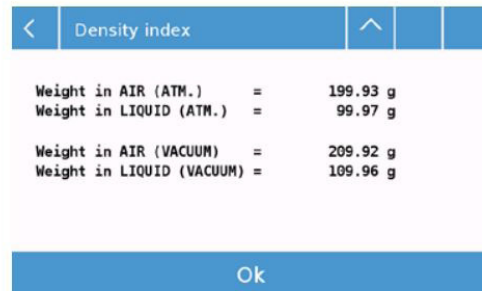 Density index
Weight in AIR (ATM.) = 199.93 g
Weight in LIQUID (ATM.) = 99.97 g
Weight in AIR (VACUUM) = 209.92 g
Weight in LIQUID (VACUUM) = 109.96 g
Ok